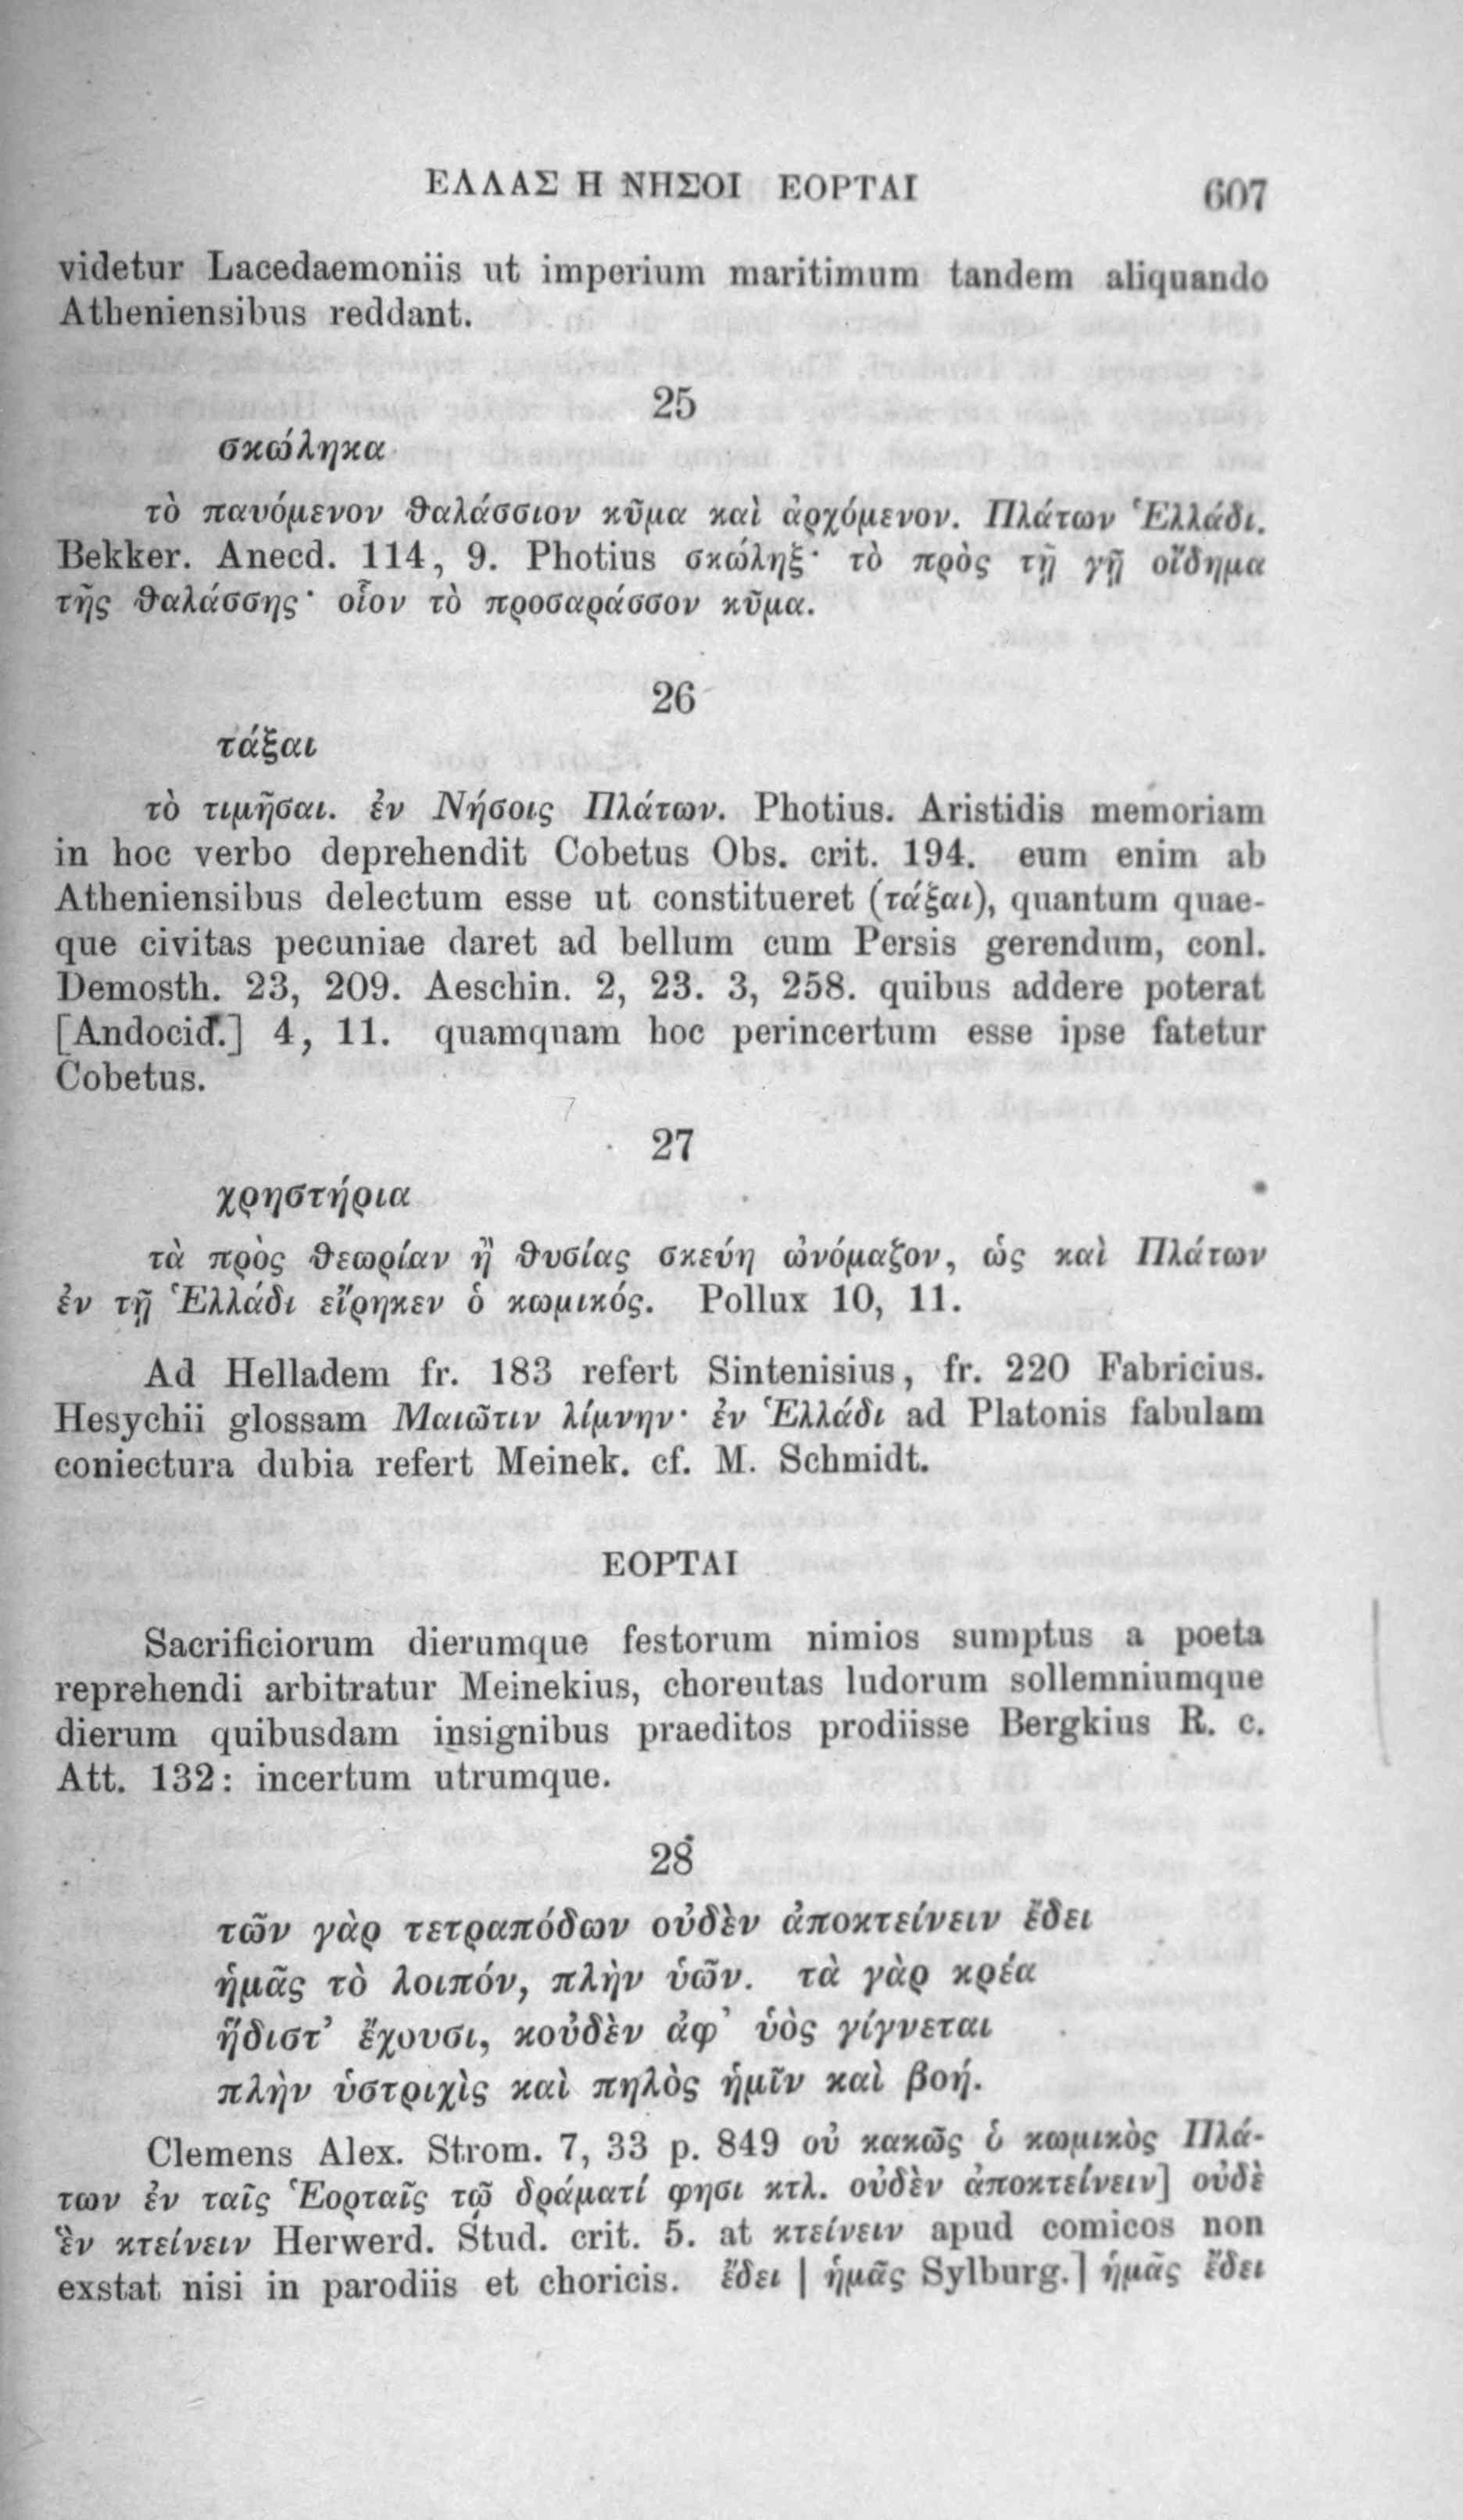 ΕΛΛΑΣ Η ΝΗΣΟΙ ΕΟΡΤΑΙ 607
videtur Lacedaemoniis ut imperium maritimum tandem aliquando
Atheniensibus reddant.
25
σκώληκα
τὸ παυόμενον θαλάσσιον κῦμα καὶ ἀρχόμενον. Πλάτων Ἑλλάδι.
Bekker. Anecd. 114, 9. Photius σκώληξ· τὸ πρὸς τῇ γῇ οἴδημα
τῆς θαλάσσης· οἷον τὸ προσαράσσον κῦμα.
26
τάξαι
τὸ τιμῆσαι. ἐν Νήσοις Πλάτων. Photius. Aristidis memoriam
in hoc verbo deprehendit Cobetus Obs. crit. 194. eum enim ab
Atheniensibus delectum esse ut constitueret (τάξαι), quantum quae-
que civitas pecuniae daret ad bellum cum Persis gerendum, conl.
Demosth. 23, 209. Aeschin. 2, 23. 3, 258. quibus addere poterat
[Andocid.] 4, 11. quamquam hoc perincertum esse ipse fatetur
Cobetus.
27
χρηστήρια
τὰ πρὸς θεωρίαν ἢ θυσίας σκεύη ὠνόμαζον, ὡς καὶ Πλάτων
ἐν τῇ Ἑλλάδι εἴρηκεν ὁ κωμικός. Pollux 10, 11.
Ad Helladem fr. 183 refert Sintenisius, fr. 220 Fabricius.
Hesychii glossam Μαιῶτιν λίμνην· ἐν Ἑλλάδι ad Platonis fabulam
coniectura dubia refert Meinek. cf. M. Schmidt.
ΕΟΡΤΑΙ
Sacrificiorum dierumque festorum nimios sumptus a poeta
reprehendi arbitratur Meinekius, choreutas ludorum sollemniumque
dierum quibusdam insignibus praeditos prodiisse Bergkius R. c.
Att. 132: incertum utrumque.
28
τῶν γὰρ τετραπόδων οὐδὲν ἀποκτείνειν ἔδει
ἡμᾶς τὸ λοιπόν, πλὴν ὑῶν. τὰ γὰρ κρέα
ἥδιστ’ ἔχουσι, κοὐδὲν ἀφ’ ὑὸς γίγνεται
πλὴν ὑστριχὶς καὶ πηλὸς ἡμῖν καὶ βοή.
Clemens Alex. Strom. 7, 33 p. 849 οὐ κακῶς ὁ κωμικὸς Πλά-
των ἐν ταῖς Ἑορταῖς τῷ δράματί φησι κτλ. οὐδὲν ἀποκτείνειν] οὐδὲ
ἓν κτείνειν Herwerd. Stud. crit. 5. at κτείνειν apud comicos non
exstat nisi in parodiis et choricis. ἔδει | ἡμᾶς Sylburg.] ἡμᾶς ἔδει